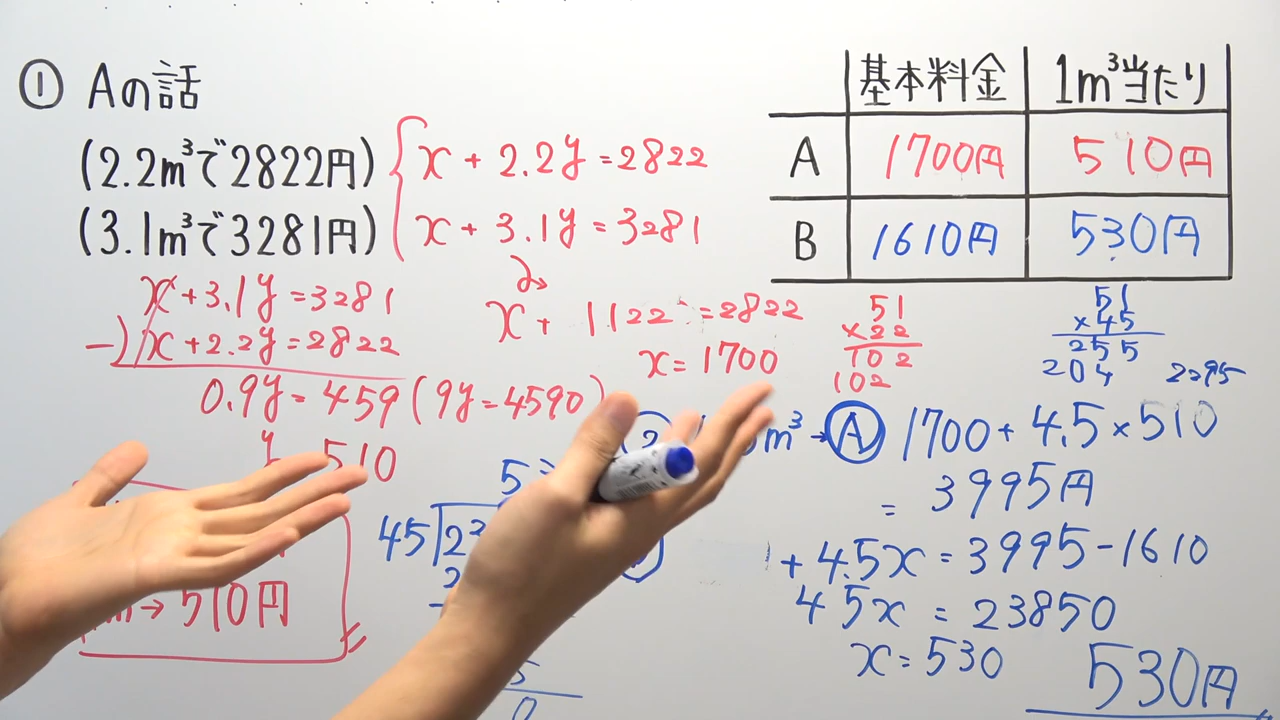 ① Aの話
(2.2m³で2822円)
(3.1m³で3281円)
x + 2.2y = 2822
x + 3.1y = 3281
x + 3.1y = 3281
-) x + 2.2y = 2822
0.9y = 459 (9y = 4590)
y 510
x + 1122 = 2822
x = 1700
→ 510円
基本料金 1m³当たり
A 1700円 510円
B 1610円 530円
51
×22
102
102
51
×45
255
204
2295
m³→Ⓐ 1700 + 4.5 × 510
= 3995円
+ 4.5x = 3995 - 1610
45x = 23850
x = 530
530円
45
0